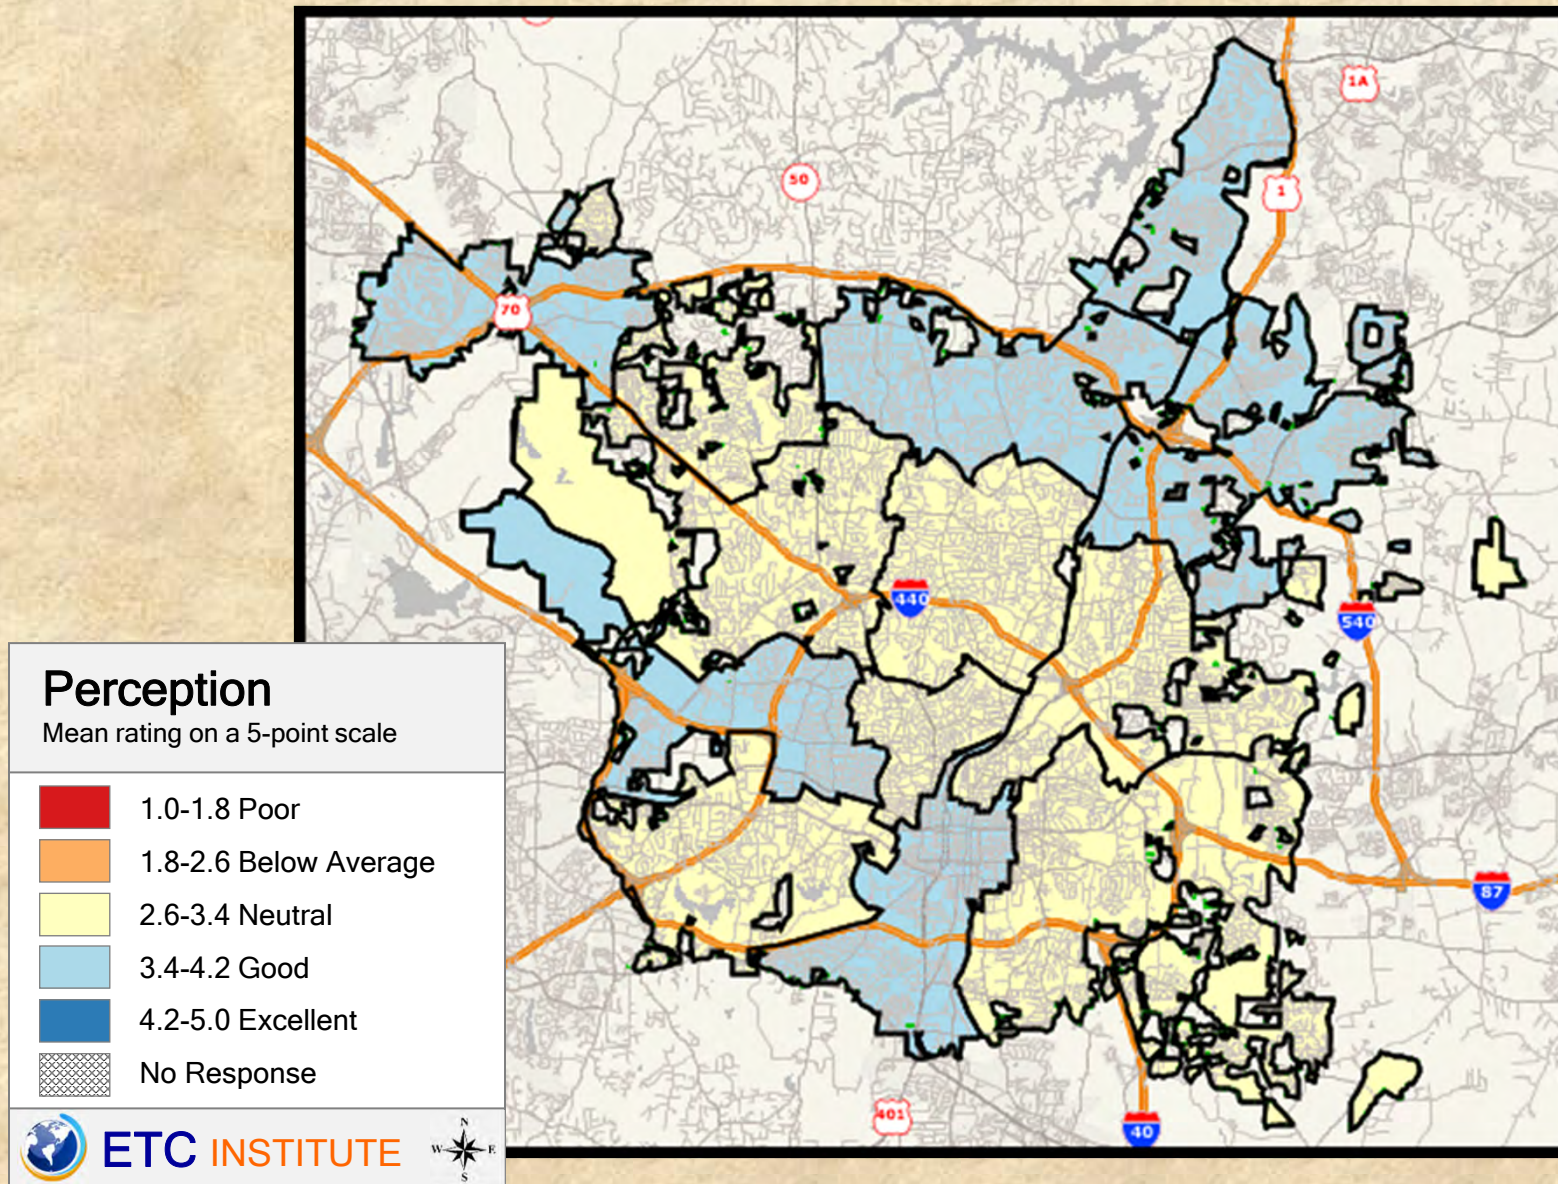 1A
50
1
70
440
540
Perception
Mean rating on a 5-point scale
1.0-1.8 Poor
1.8-2.6 Below Average
2.6-3.4 Neutral
3.4-4.2 Good
4.2-5.0 Excellent
No Response
87
401
40
ETC INSTITUTE
N
W E
S